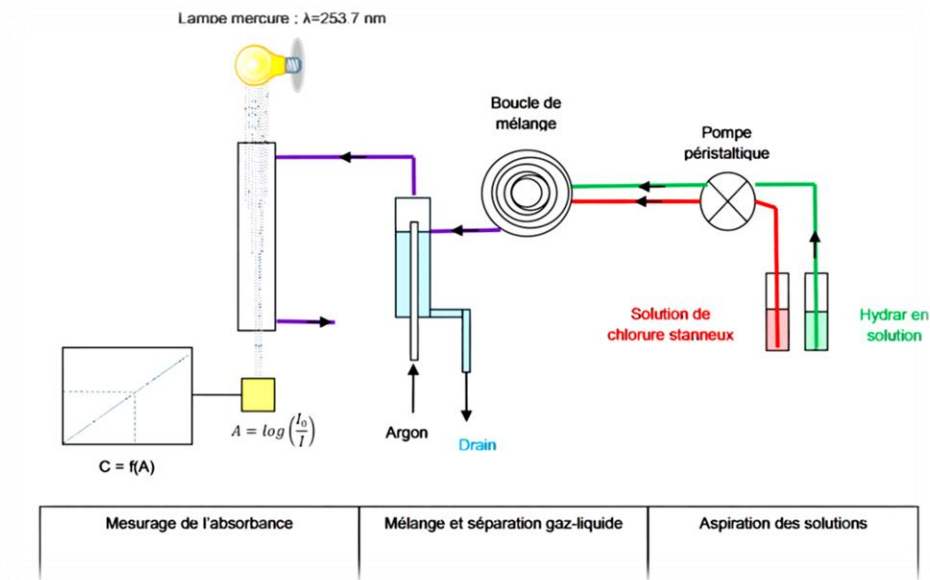 Lampe mercure : λ=253.7 nm
Boucle de
mélange
Pompe
péristaltique
Solution de
chlorure stanneux
Hydrar en
solution
A = log (I₀/I)
Argon
Drain
C = f(A)
Mesurage de l'absorbance
Mélange et séparation gaz-liquide
Aspiration des solutions